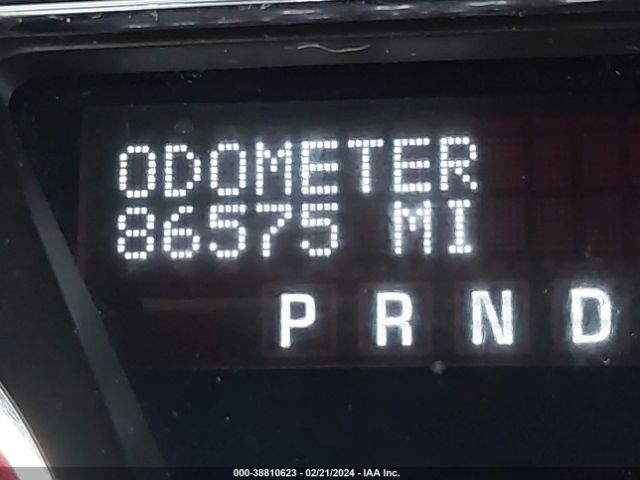 ODOMETER
86575 MI
P R N D
000-38810623 - 02/21/2024 - IAA Inc.